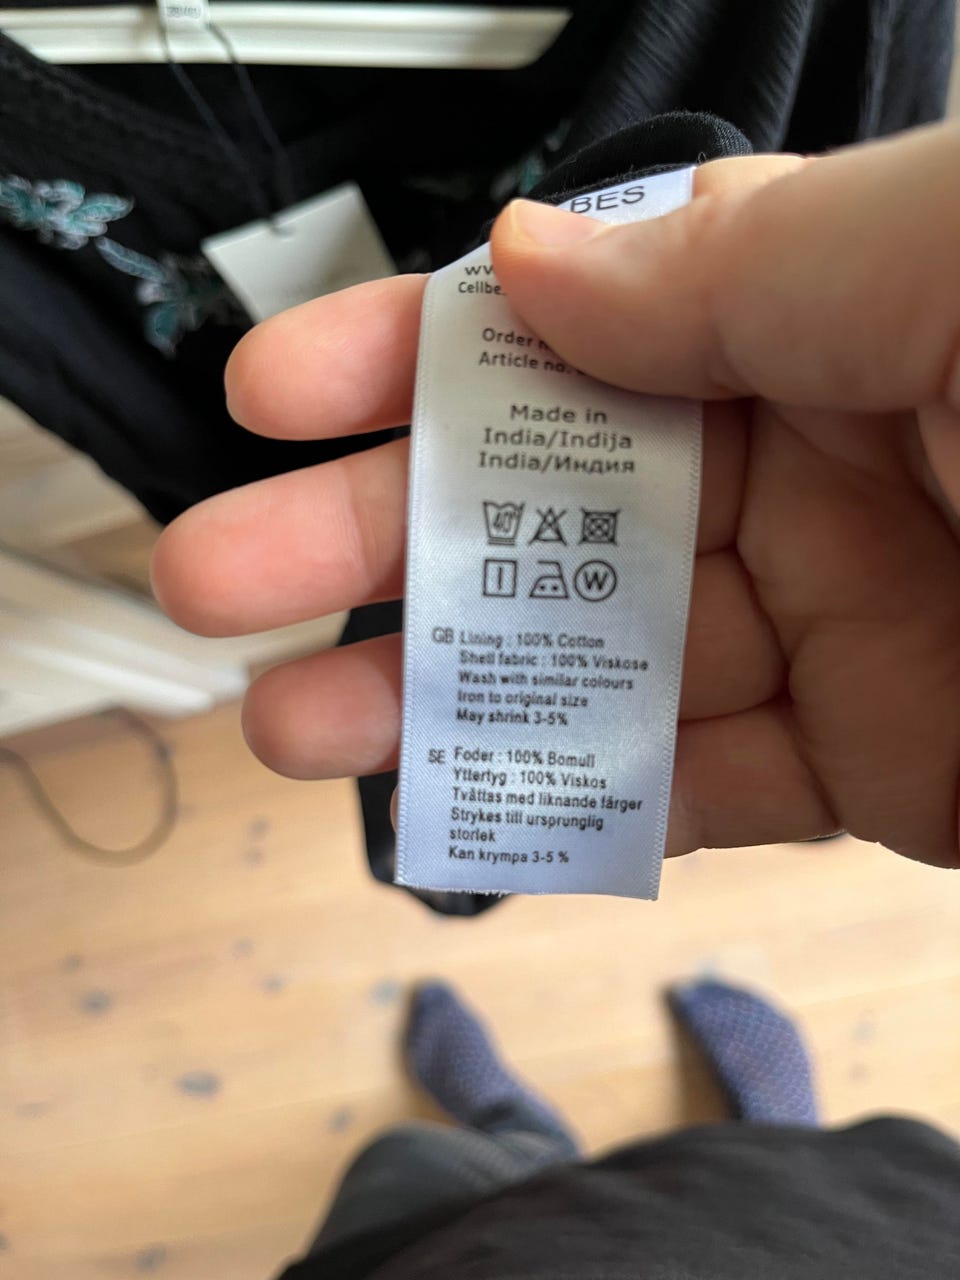 BES
Cellbe
Order
Article no.
Made in
India/Indija
India/Индия
40°
W
GB Lining : 100% Cotton
Shell fabric : 100% Viskose
Wash with similar colours
Iron to original size
May shrink 3-5%
SE Foder : 100% Bomull
Yttertyg : 100% Viskos
Tvättas med liknande färger
Strykes till ursprunglig
storlek
Kan krympa 3-5 %